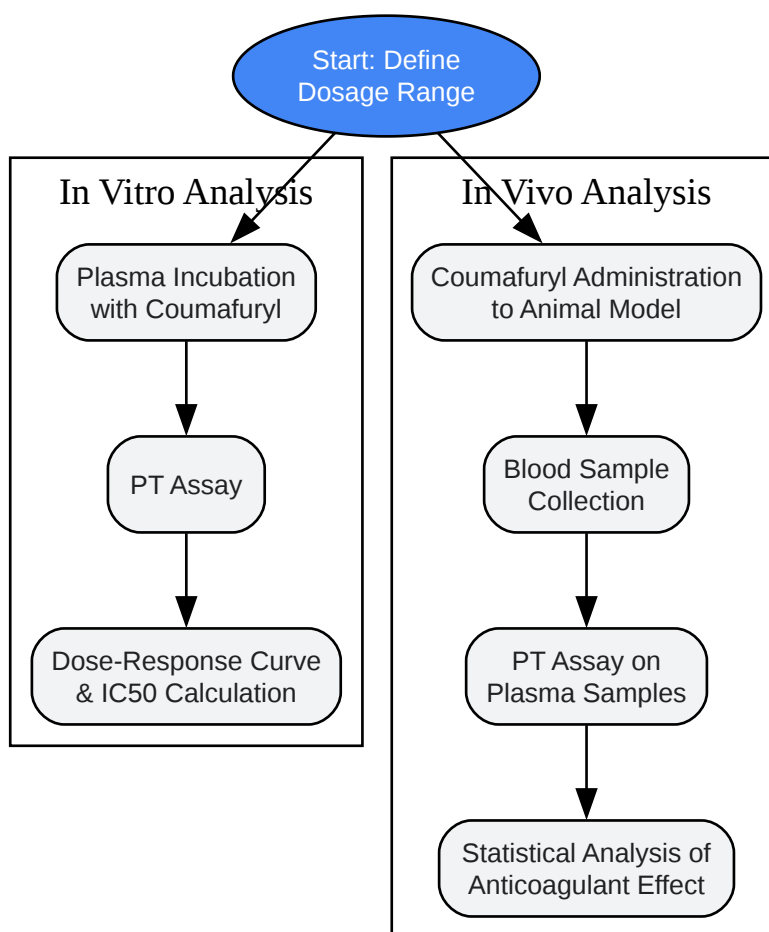 Start: Define
Dosage Range
In Vitro Analysis
Plasma Incubation
with Coumafuryl
PT Assay
Dose-Response Curve
& IC50 Calculation
In Vivo Analysis
Coumafuryl Administration
to Animal Model
Blood Sample
Collection
PT Assay on
Plasma Samples
Statistical Analysis of
Anticoagulant Effect